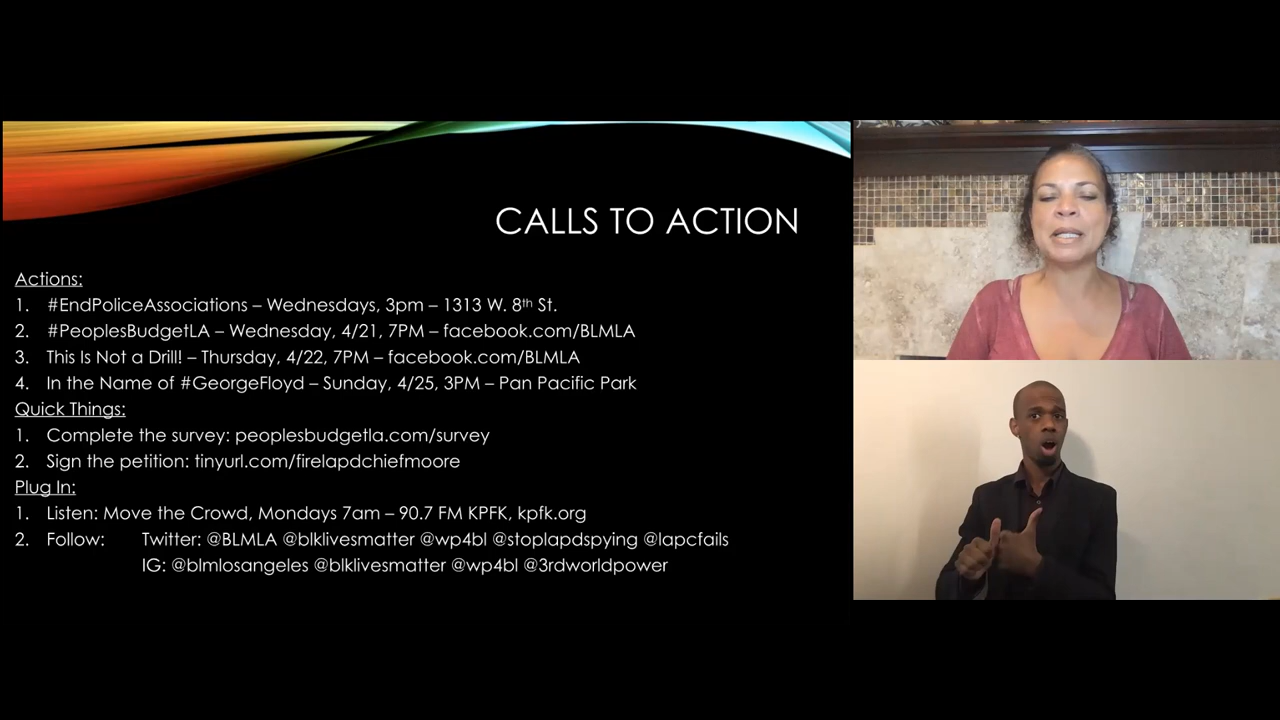 CALLS TO ACTION
Actions:
1. #EndPoliceAssociations – Wednesdays, 3pm – 1313 W. 8th St.
2. #PeoplesBudgetLA – Wednesday, 4/21, 7PM – facebook.com/BLMLA
3. This Is Not a Drill! – Thursday, 4/22, 7PM – facebook.com/BLMLA
4. In the Name of #GeorgeFloyd – Sunday, 4/25, 3PM – Pan Pacific Park
Quick Things:
1. Complete the survey: peoplesbudgetla.com/survey
2. Sign the petition: tinyurl.com/firelapdchiefmoore
Plug In:
1. Listen: Move the Crowd, Mondays 7am – 90.7 FM KPFK, kpfk.org
2. Follow: Twitter: @BLMLA @blklivesmatter @wp4bl @stoplapdspying @lapcfails
IG: @blmlosangeles @blklivesmatter @wp4bl @3rdworldpower